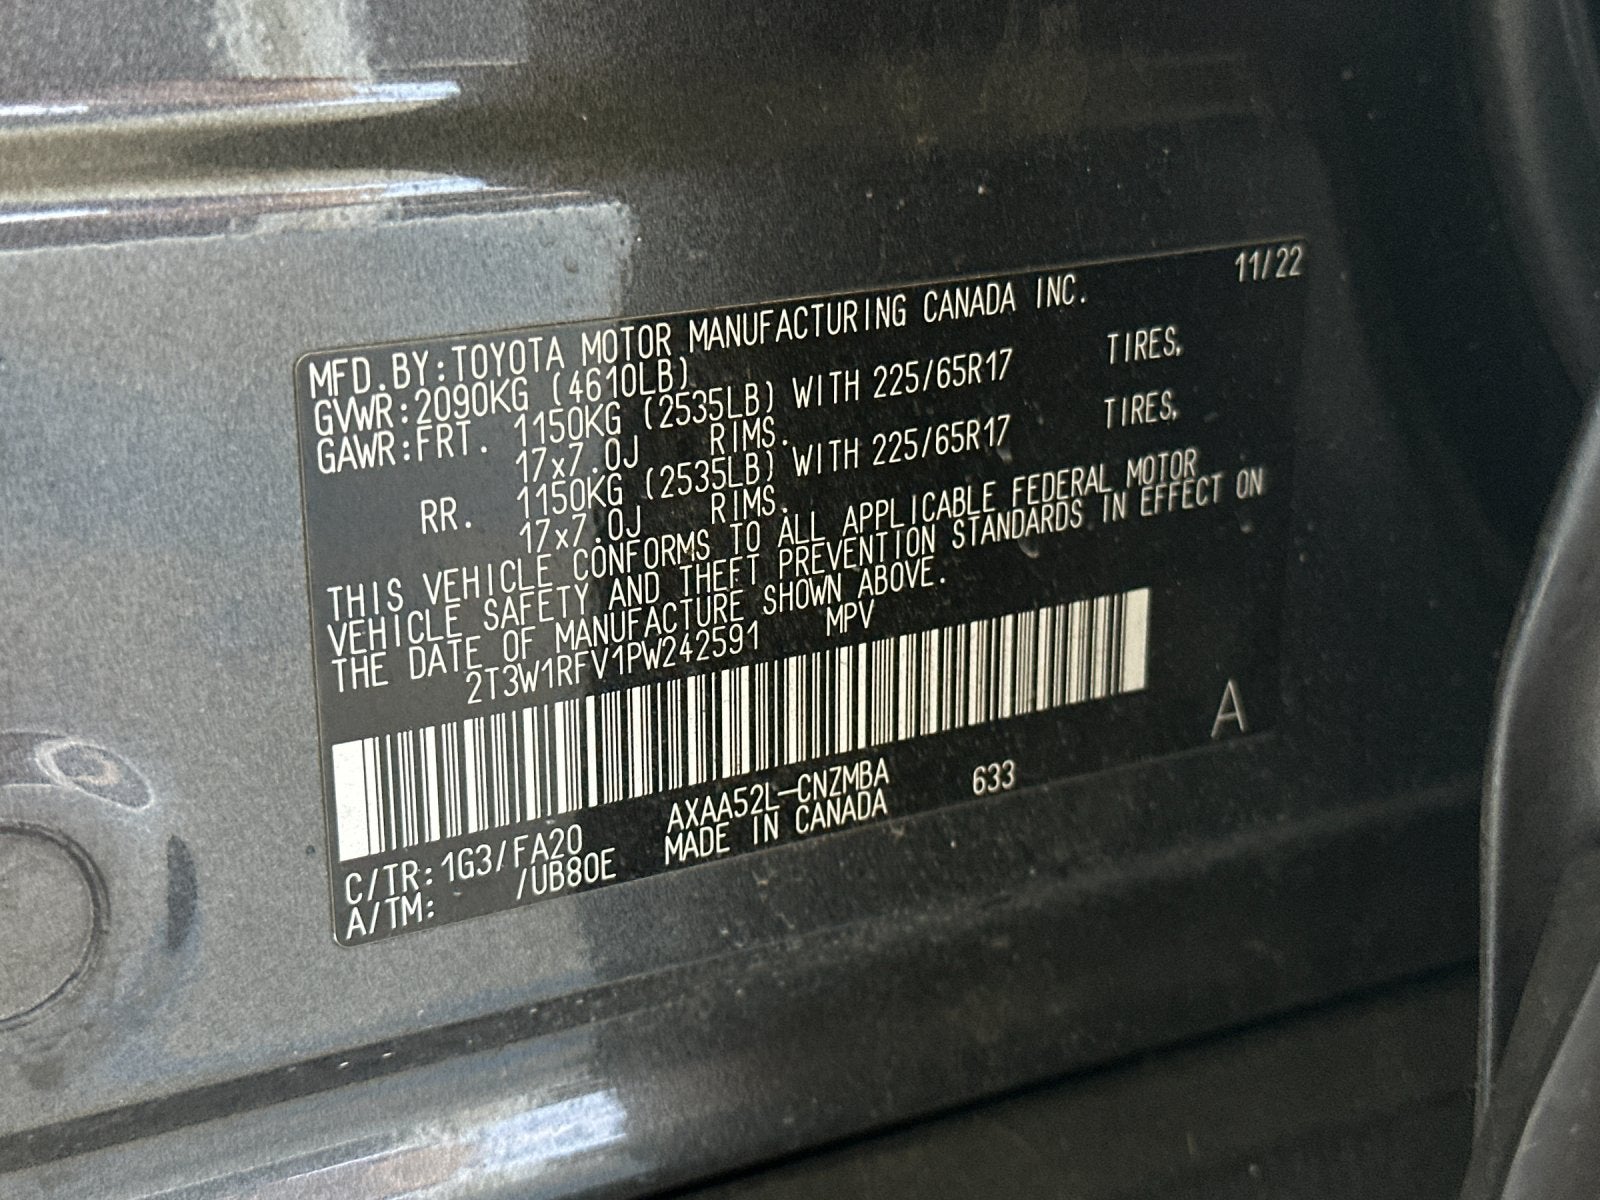 11/22
MFD.BY:TOYOTA MOTOR MANUFACTURING CANADA INC.
GVWR:2090KG (4610LB)
GAWR:FRT. 1150KG (2535LB) WITH 225/65R17 TIRES,
17x7.0J RIMS.
RR. 1150KG (2535LB) WITH 225/65R17 TIRES,
17x7.0J RIMS.
THIS VEHICLE CONFORMS TO ALL APPLICABLE FEDERAL MOTOR
VEHICLE SAFETY AND THEFT PREVENTION STANDARDS IN EFFECT ON
THE DATE OF MANUFACTURE SHOWN ABOVE.
2T3W1RFV1PW242591 MPV
A
AXAA52L-CNZMBA 633
C/TR:1G3/FA20 MADE IN CANADA
A/TM: /UB80E